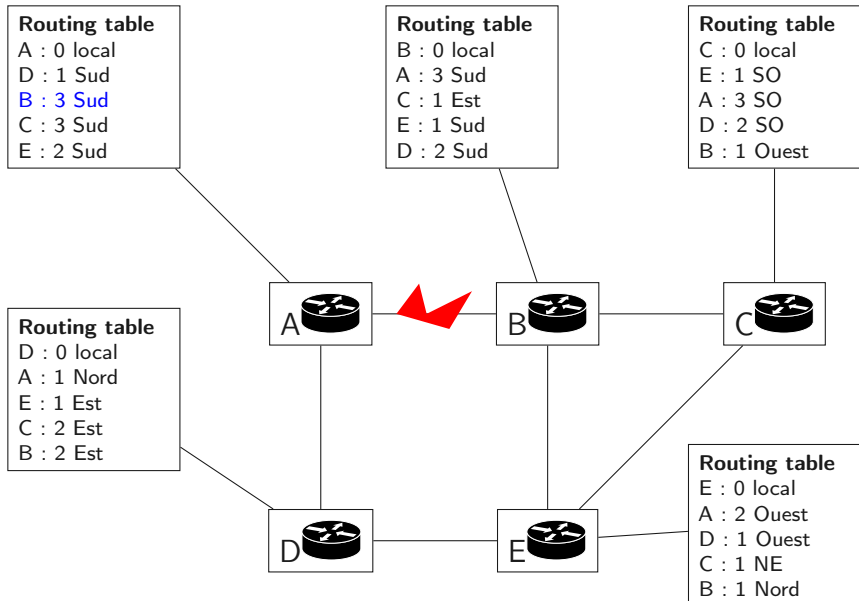 Routing table
A : 0 local
D : 1 Sud
B : 3 Sud
C : 3 Sud
E : 2 Sud
Routing table
B : 0 local
A : 3 Sud
C : 1 Est
E : 1 Sud
D : 2 Sud
Routing table
C : 0 local
E : 1 SO
A : 3 SO
D : 2 SO
B : 1 Ouest
A
B
C
Routing table
D : 0 local
A : 1 Nord
E : 1 Est
C : 2 Est
B : 2 Est
D
E
Routing table
E : 0 local
A : 2 Ouest
D : 1 Ouest
C : 1 NE
B : 1 Nord